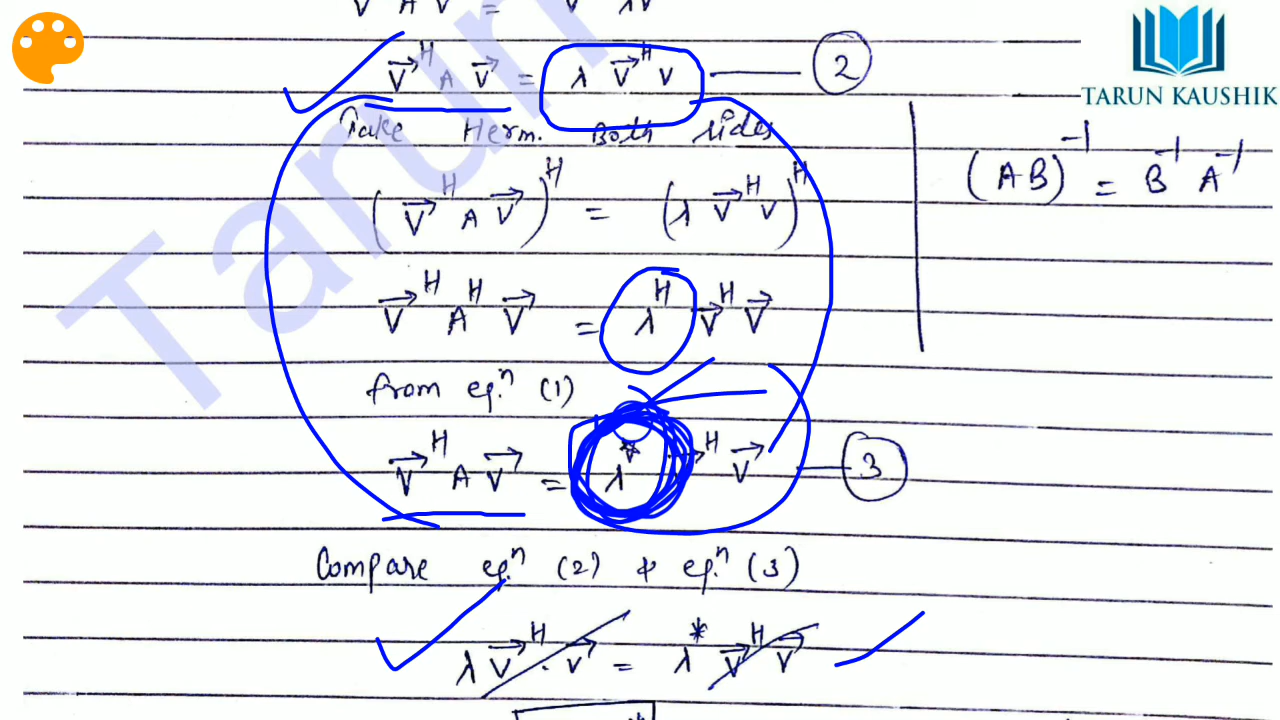 V A V = V λV
V^H A V = λ V^H V —— (2)
Take Herm. Both sides
(V^H A V)^H = (λ V^H V)^H
V^H A^H V = λ^H V^H V
from eq.ⁿ (1)
V^H A V = λ^* V^H V — (3)
Compare eq.ⁿ (2) & eq.ⁿ (3)
λ V^H . V = λ^* V^H V
TARUN KAUSHIK
(AB)^-1 = B^-1 A^-1
Tarun